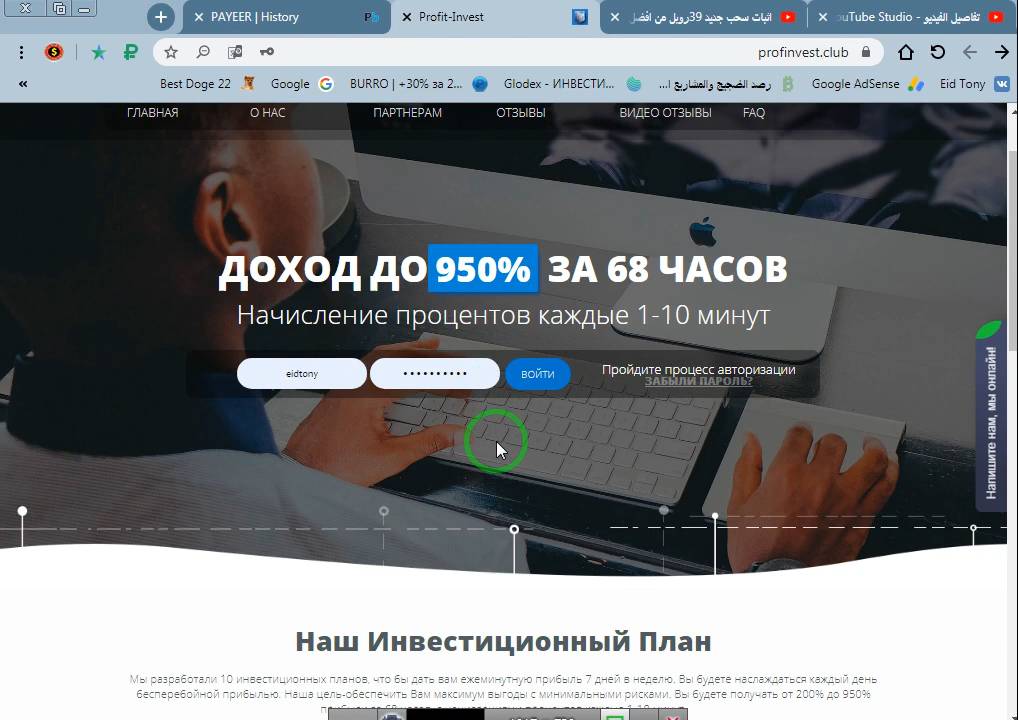 PAYEER | History
Profit-Invest
اثبات سحب جديد 39روبل من افضل
تفاصيل الفيديو - YouTube Studio
profinvest.club
Best Doge 22
Google
BURRO | +30% за 2...
Glodex - ИНВЕСТИ...
رصد الضجيج والمشاريع ا...
Google AdSense
Eid Tony
ГЛАВНАЯ
О НАС
ПАРТНЕРАМ
ОТЗЫВЫ
ВИДЕО ОТЗЫВЫ
FAQ
ДОХОД ДО 950% ЗА 68 ЧАСОВ
Начисление процентов каждые 1-10 минут
eidtony
ВОЙТИ
Пройдите процесс авторизации
ЗАБЫЛИ ПАРОЛЬ?
Напишите нам, мы онлайн!
Наш Инвестиционный План
Мы разработали 10 инвестиционных планов, что бы дать вам ежеминутную прибыль 7 дней в неделю. Вы будете наслаждаться каждый день
бесперебойной прибылью. Наша цель-обеспечить Вам максимум выгоды с минимальными рисками. Вы будете получать от 200% до 950%